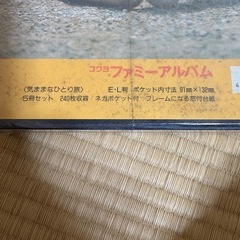 コクヨ ファミーアルバム
〈気ままなひとり旅〉 E・L判・ポケット内寸法 91mm×132mm
5冊セット 240枚収容 ネガポケット付 フレームになる窓付台紙